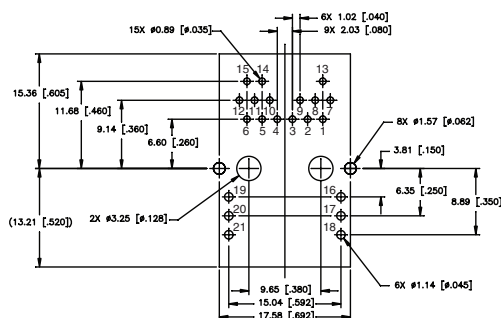 6X 1.02 [.040]
15X ø0.89 [ø.035]
9X 2.03 [.080]
15 14 13
12 11 10 9 8 7
6 5 4 3 2 1
15.36 [.605]
11.68 [.460]
9.14 [.360]
6.60 [.260]
8X ø1.57 [ø.062]
3.81 [.150]
6.35 [.250]
8.89 [.350]
(13.21 [.520])
2X ø3.25 [ø.128]
19 16
20 17
21 18
6X ø1.14 [ø.045]
9.65 [.380]
15.04 [.592]
17.58 [.692]